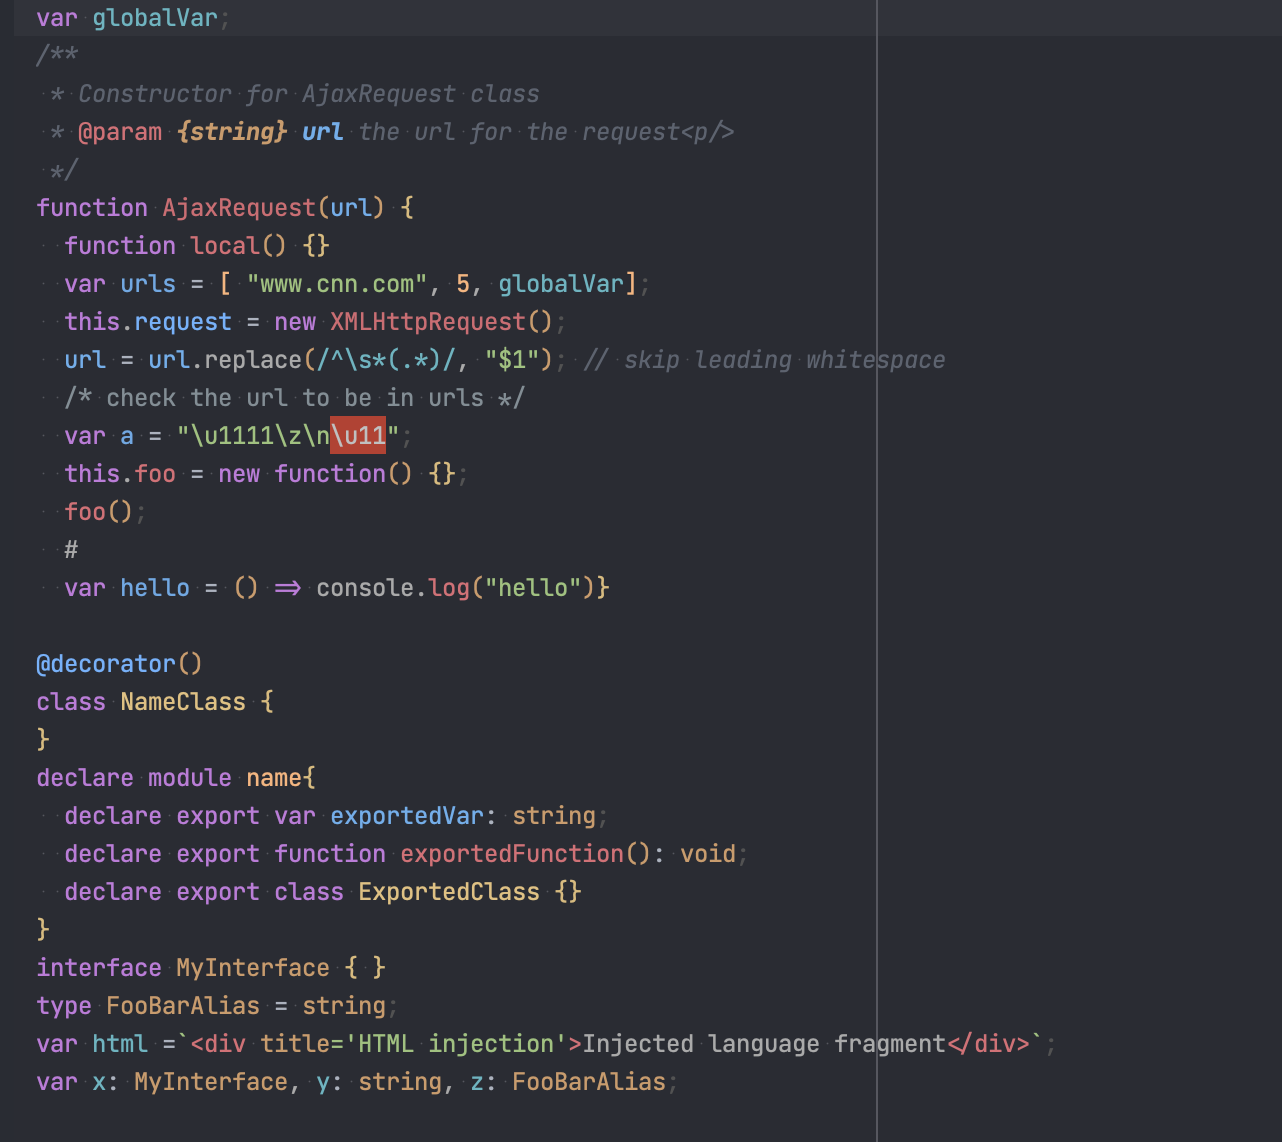 var globalVar;
/**
 * Constructor for AjaxRequest class
 * @param {string} url the url for the request<p/>
 */
function AjaxRequest(url) {
  function local() {}
  var urls = [ "www.cnn.com", 5, globalVar];
  this.request = new XMLHttpRequest();
  url = url.replace(/^\s*(.*)/, "$1"); // skip leading whitespace
  /* check the url to be in urls */
  var a = "\u1111\z\n\u11";
  this.foo = new function() {};
  foo();
  #
  var hello = () => console.log("hello")}

@decorator()
class NameClass {
}
declare module name{
  declare export var exportedVar: string;
  declare export function exportedFunction(): void;
  declare export class ExportedClass {}
}
interface MyInterface { }
type FooBarAlias = string;
var html =`<div title='HTML injection'>Injected language fragment</div>`;
var x: MyInterface, y: string, z: FooBarAlias;